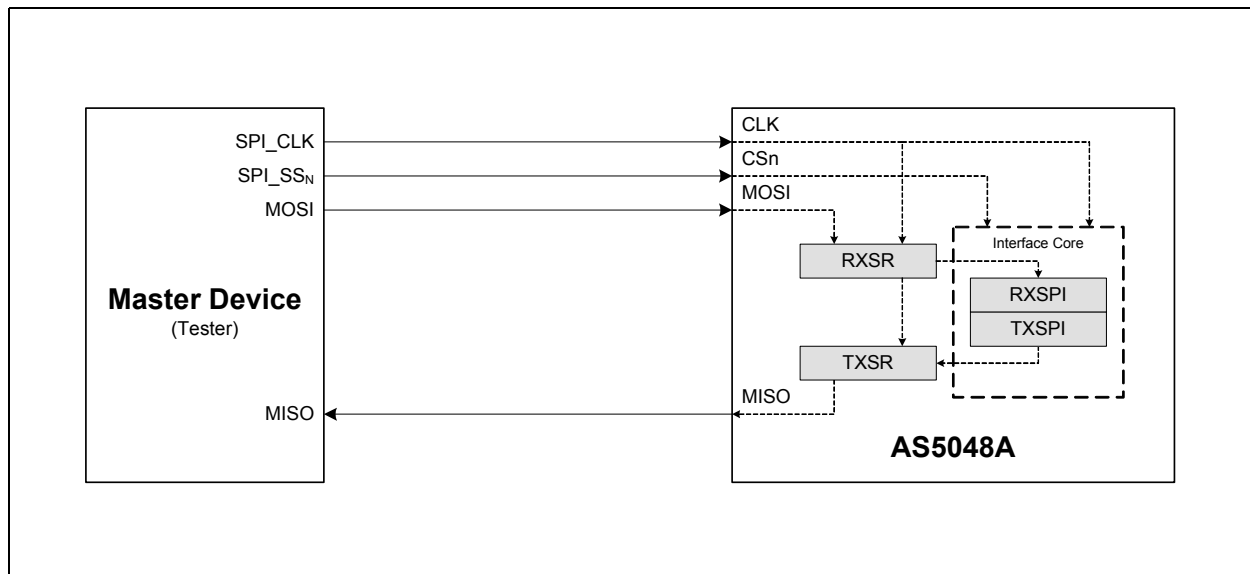 SPI_CLK
SPI_SSN
MOSI
Master Device
(Tester)
MISO
CLK
CSn
MOSI
Interface Core
RXSR
RXSPI
TXSPI
TXSR
MISO
AS5048A